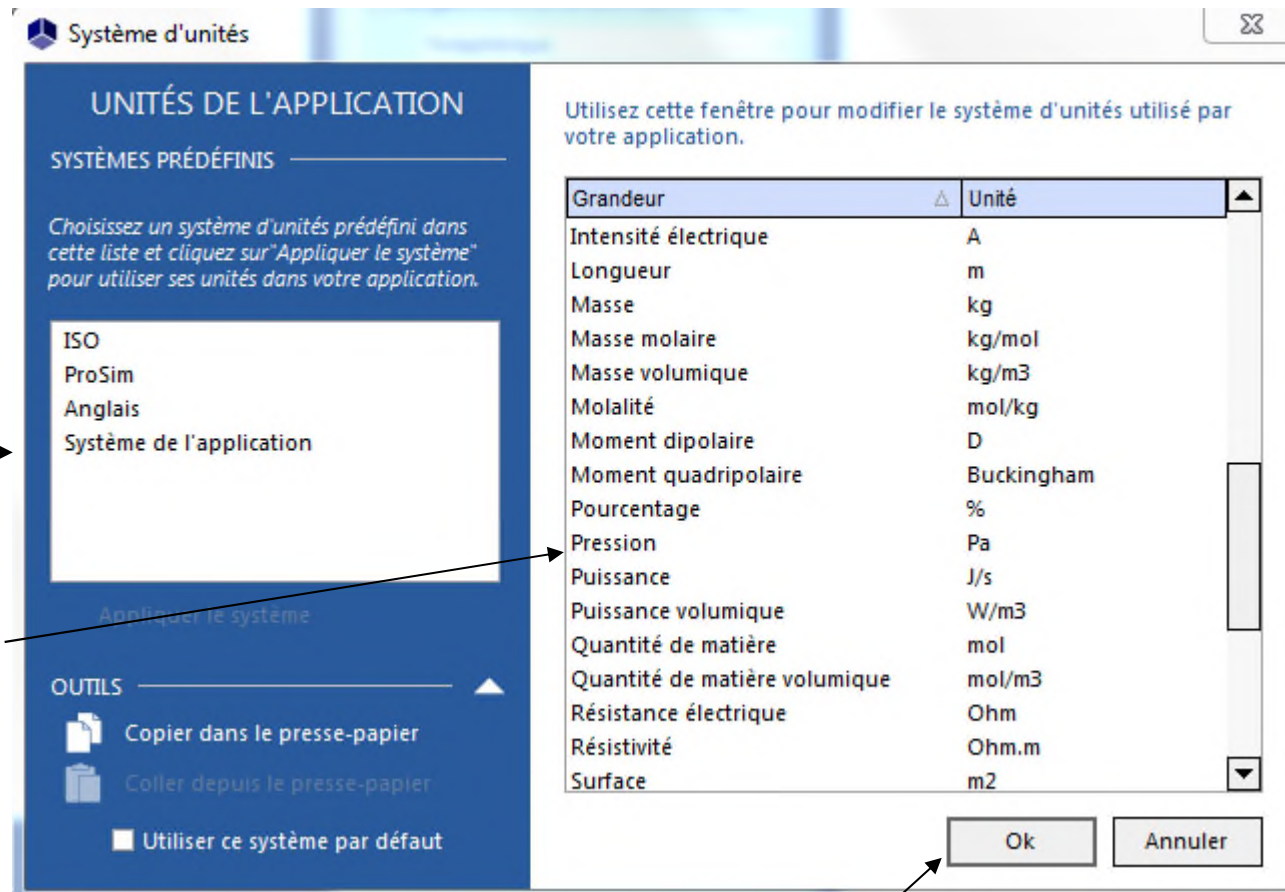 Système d'unités
UNITÉS DE L'APPLICATION
SYSTÈMES PRÉDÉFINIS
Choisissez un système d'unités prédéfini dans
cette liste et cliquez sur"Appliquer le système"
pour utiliser ses unités dans votre application.
ISO
ProSim
Anglais
Système de l'application
Appliquer le système
OUTILS
Copier dans le presse-papier
Coller depuis le presse-papier
Utiliser ce système par défaut
Utilisez cette fenêtre pour modifier le système d'unités utilisé par
votre application.
Grandeur Unité
Intensité électrique A
Longueur m
Masse kg
Masse molaire kg/mol
Masse volumique kg/m3
Molalité mol/kg
Moment dipolaire D
Moment quadripolaire Buckingham
Pourcentage %
Pression Pa
Puissance J/s
Puissance volumique W/m3
Quantité de matière mol
Quantité de matière volumique mol/m3
Résistance électrique Ohm
Résistivité Ohm.m
Surface m2
Ok Annuler